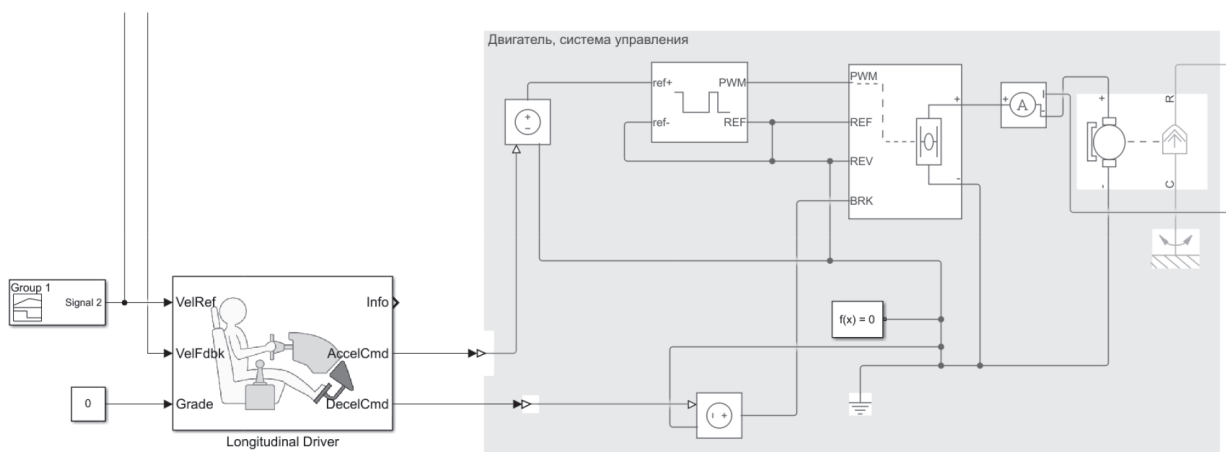 Двигатель, система управления
ref+
PWM
ref-
REF
PWM
REF
REV
BRK
+
-
+
A
I
-
+
-
R
C
+
-
Group 1
Signal 2
VelRef
Info
VelFdbk
AccelCmd
Grade
DecelCmd
0
Longitudinal Driver
f(x) = 0